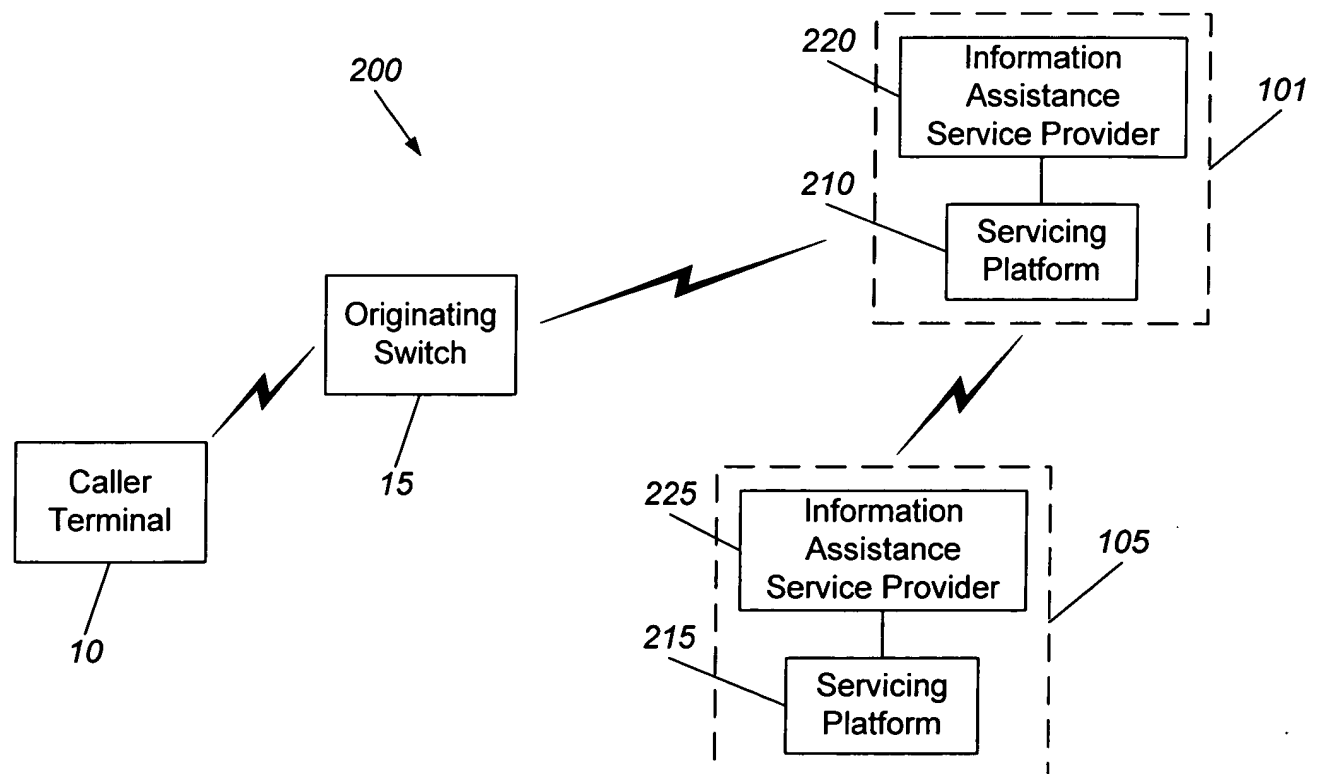 200
220
Information
Assistance
Service Provider
101
210
Servicing
Platform
Originating
Switch
15
Caller
Terminal
10
225
Information
Assistance
Service Provider
105
215
Servicing
Platform